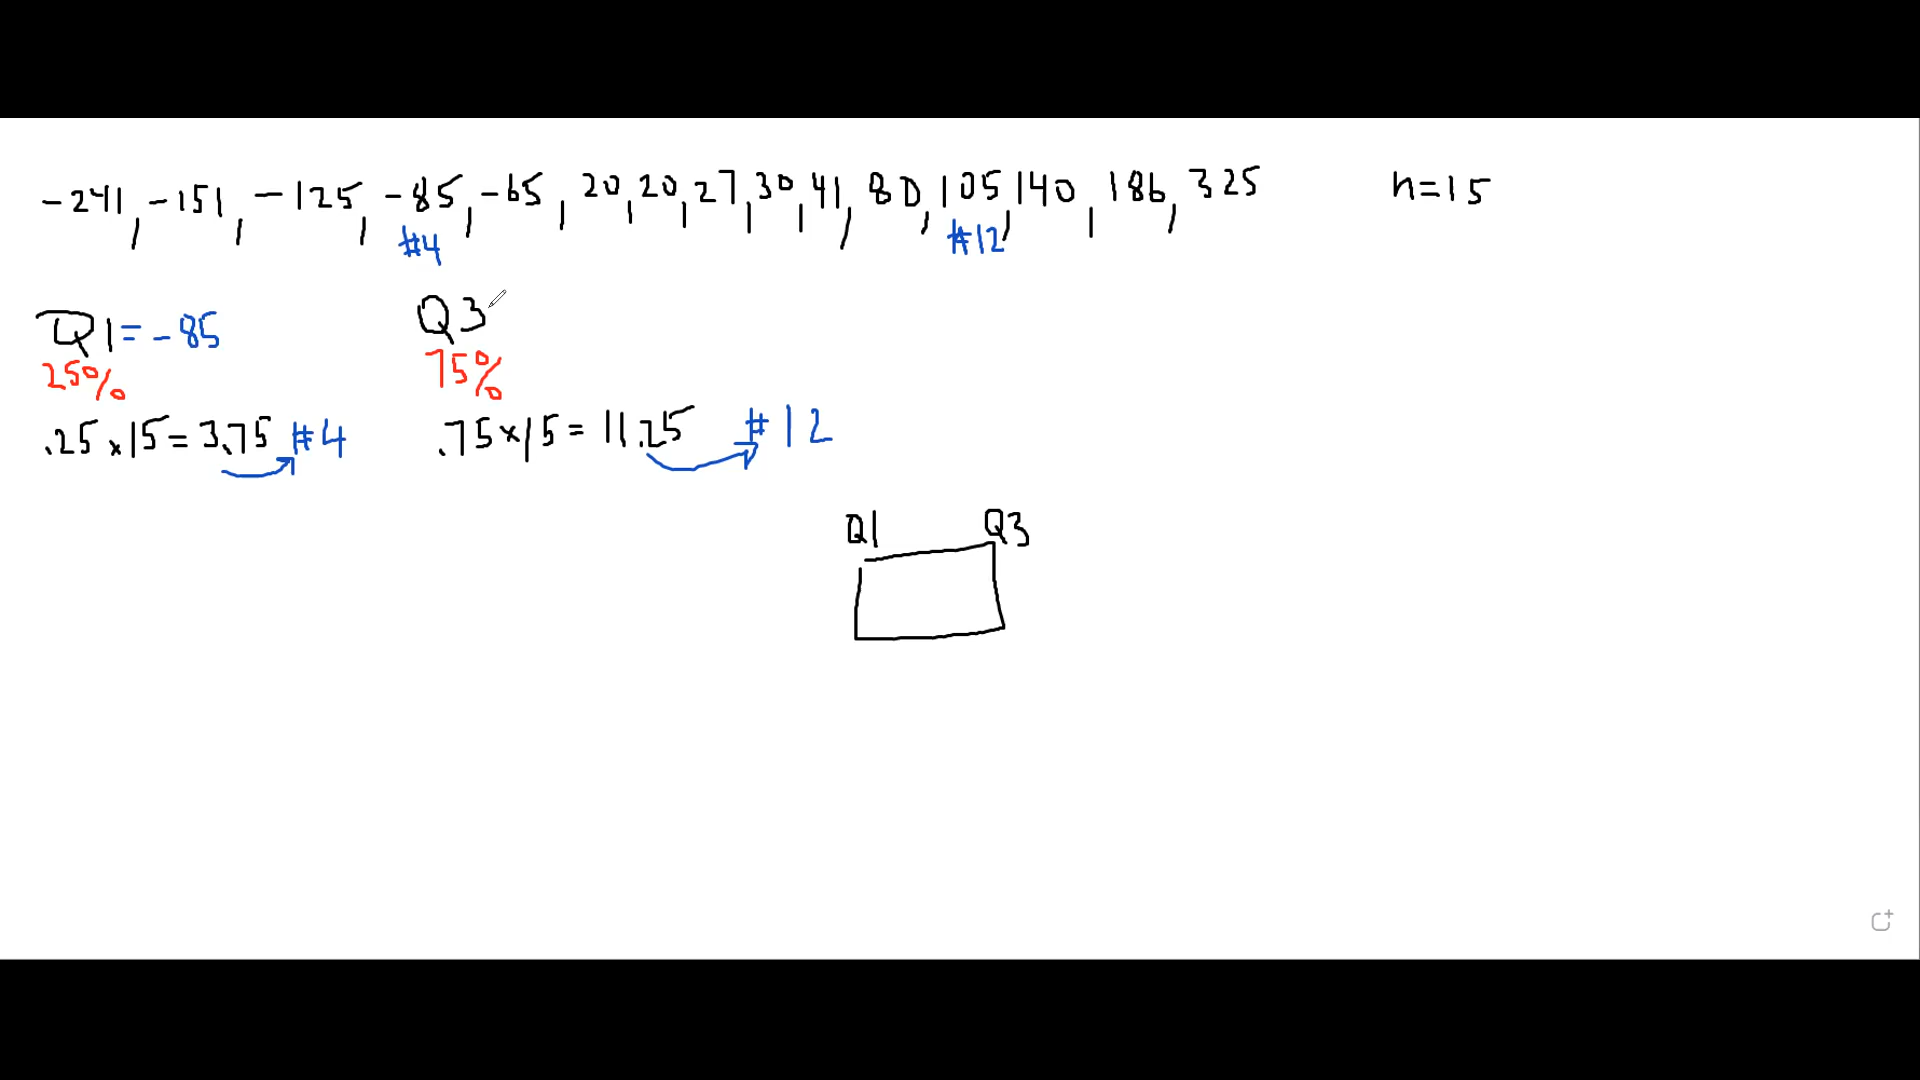 -241, -151, -125, -85, -65, 20, 20, 27, 30, 41, 80, 105, 140, 186, 325 n=15
#4 #12
Q1 = -85 Q3
25% 75%
.25 x 15 = 3.75 #4 .75 x 15 = 11.25 #12
Q1 Q3